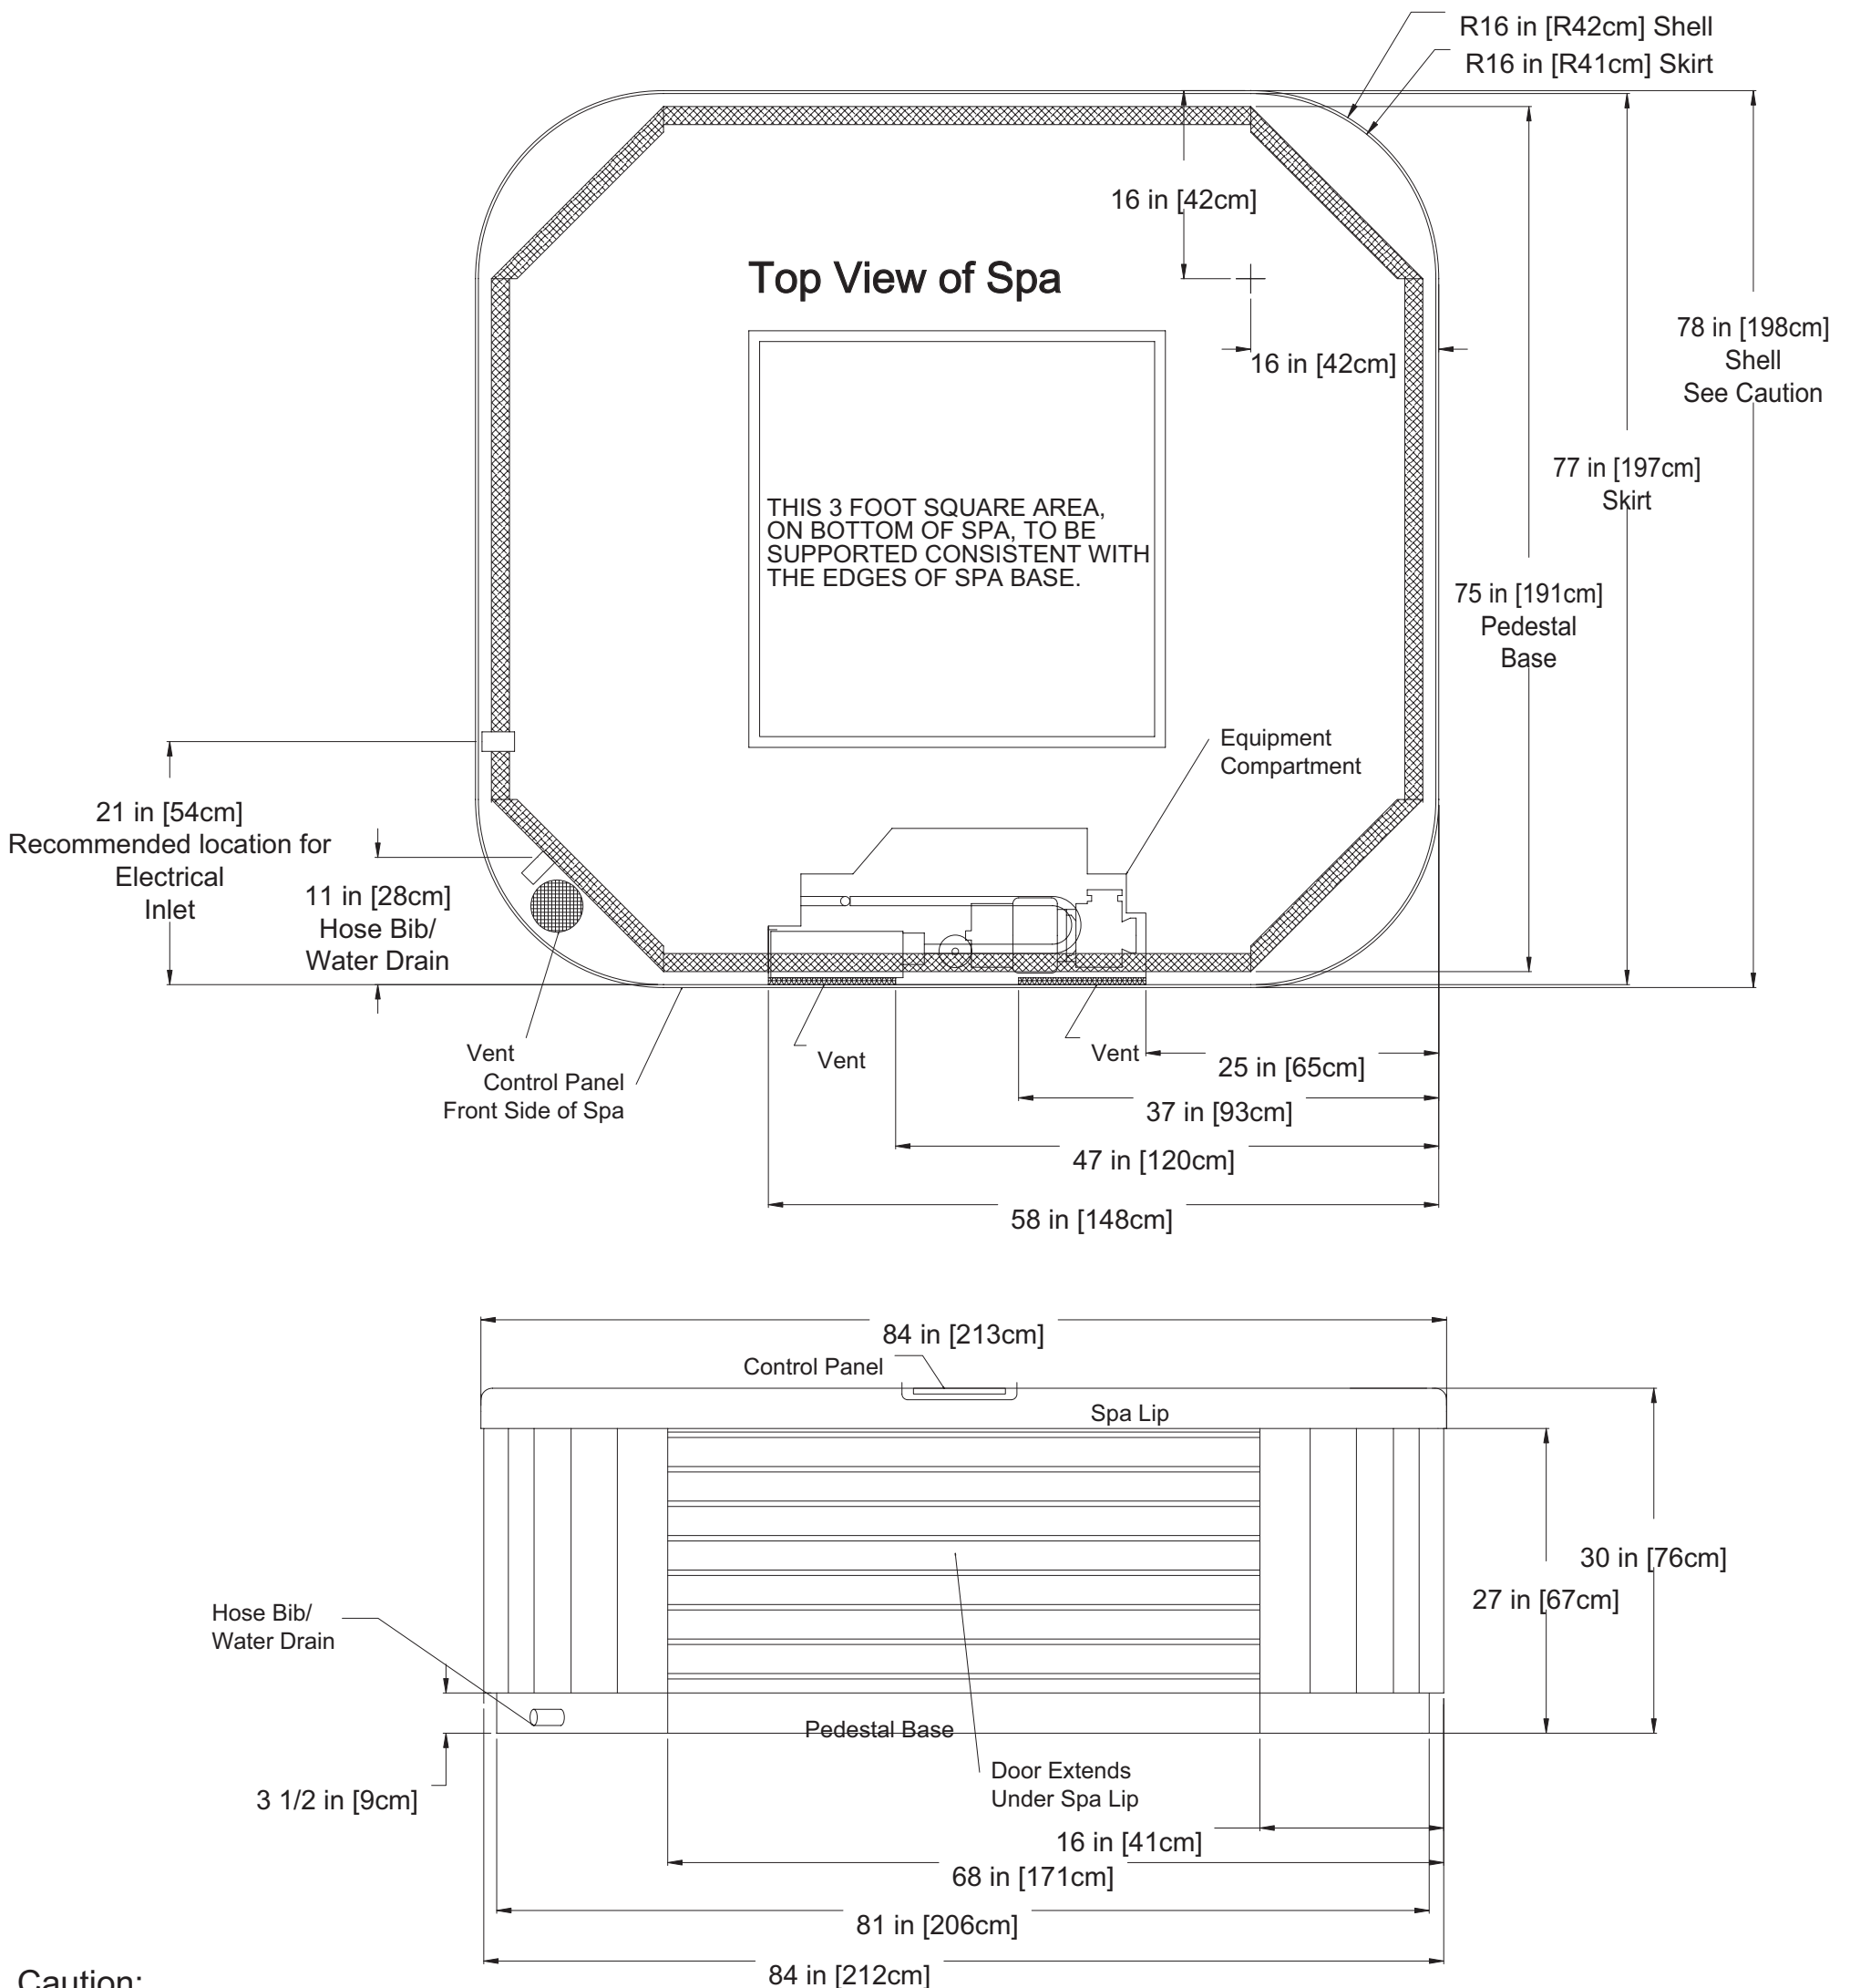 R16 in [R42cm] Shell
R16 in [R41cm] Skirt
16 in [42cm]
Top View of Spa
16 in [42cm]
78 in [198cm]
Shell
See Caution
77 in [197cm]
Skirt
THIS 3 FOOT SQUARE AREA,
ON BOTTOM OF SPA, TO BE
SUPPORTED CONSISTENT WITH
THE EDGES OF SPA BASE.
75 in [191cm]
Pedestal
Base
Equipment
Compartment
21 in [54cm]
Recommended location for
Electrical
Inlet
11 in [28cm]
Hose Bib/
Water Drain
Vent
Control Panel
Front Side of Spa
Vent
Vent
25 in [65cm]
37 in [93cm]
47 in [120cm]
58 in [148cm]
84 in [213cm]
Control Panel
Spa Lip
30 in [76cm]
27 in [67cm]
Hose Bib/
Water Drain
Pedestal Base
3 1/2 in [9cm]
Door Extends
Under Spa Lip
16 in [41cm]
68 in [171cm]
81 in [206cm]
84 in [212cm]
Caution: